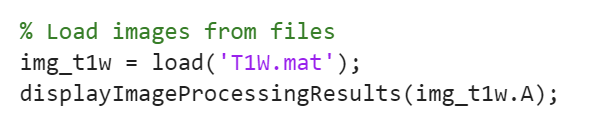 % Load images from files
img_t1w = load('T1W.mat');
displayImageProcessingResults(img_t1w.A);